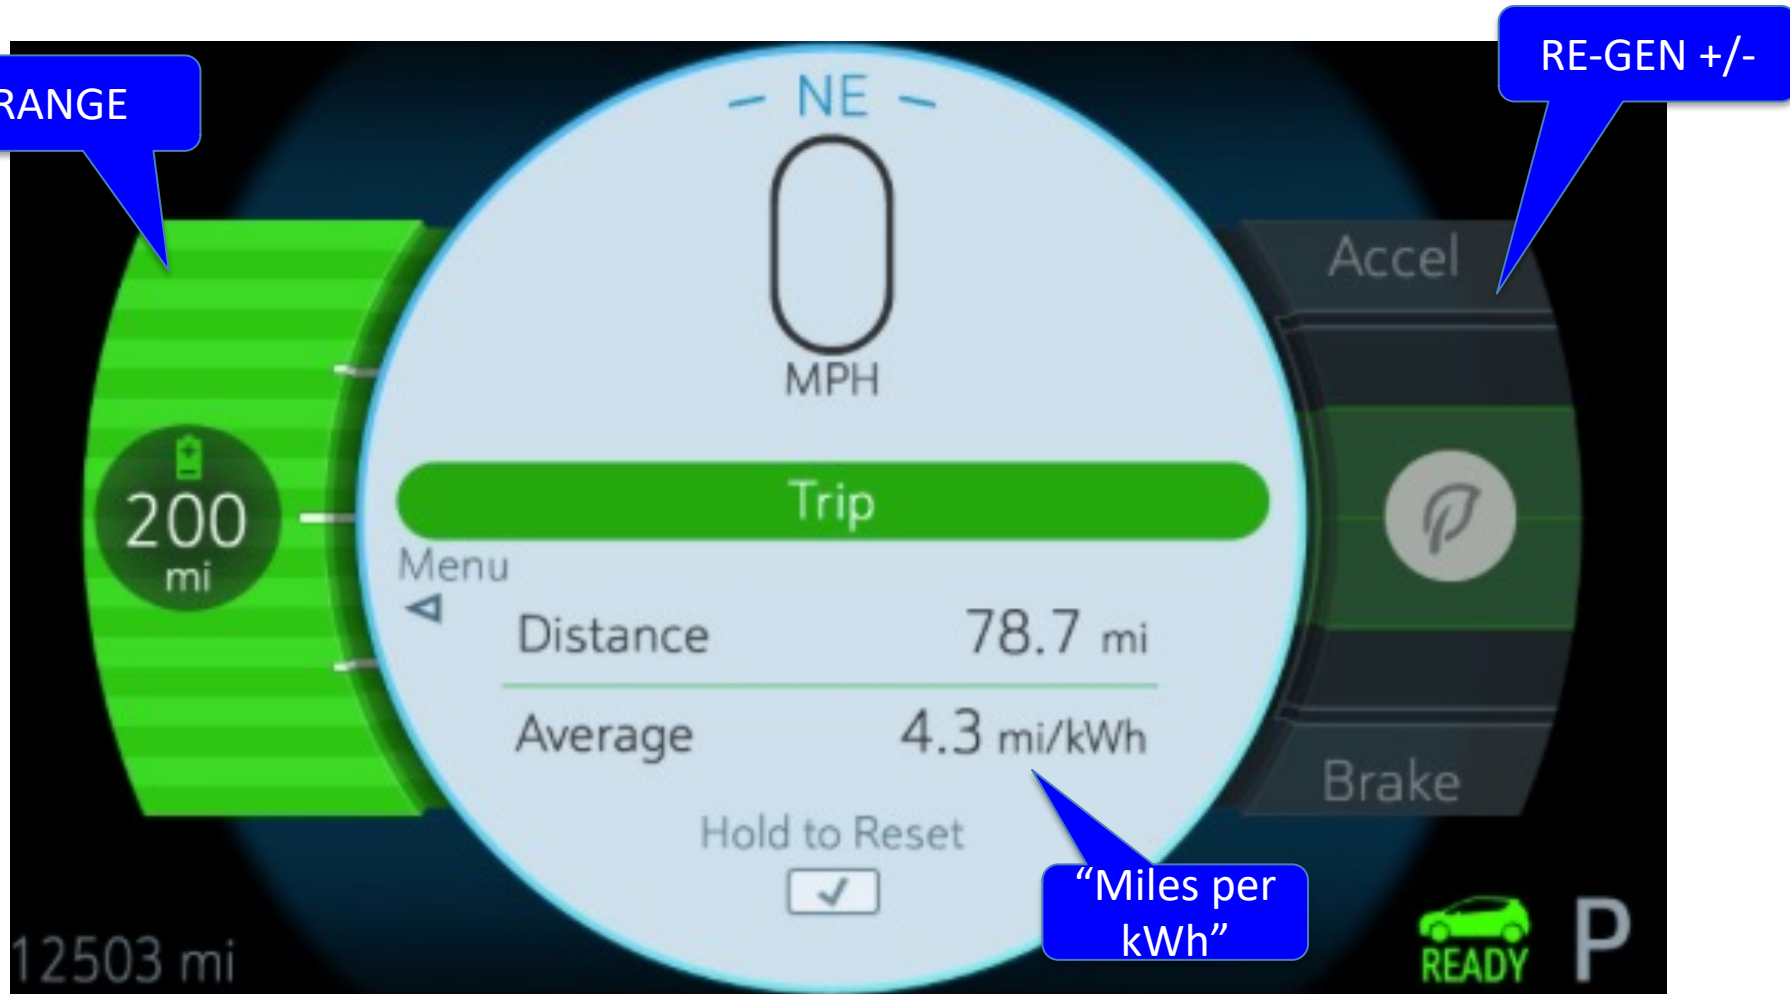 RANGE
RE-GEN +/-
– NE –
0
MPH
Accel
200
mi
Trip
Menu
Distance 78.7 mi
Average 4.3 mi/kWh
Brake
Hold to Reset
“Miles per
kWh”
12503 mi
READY
P